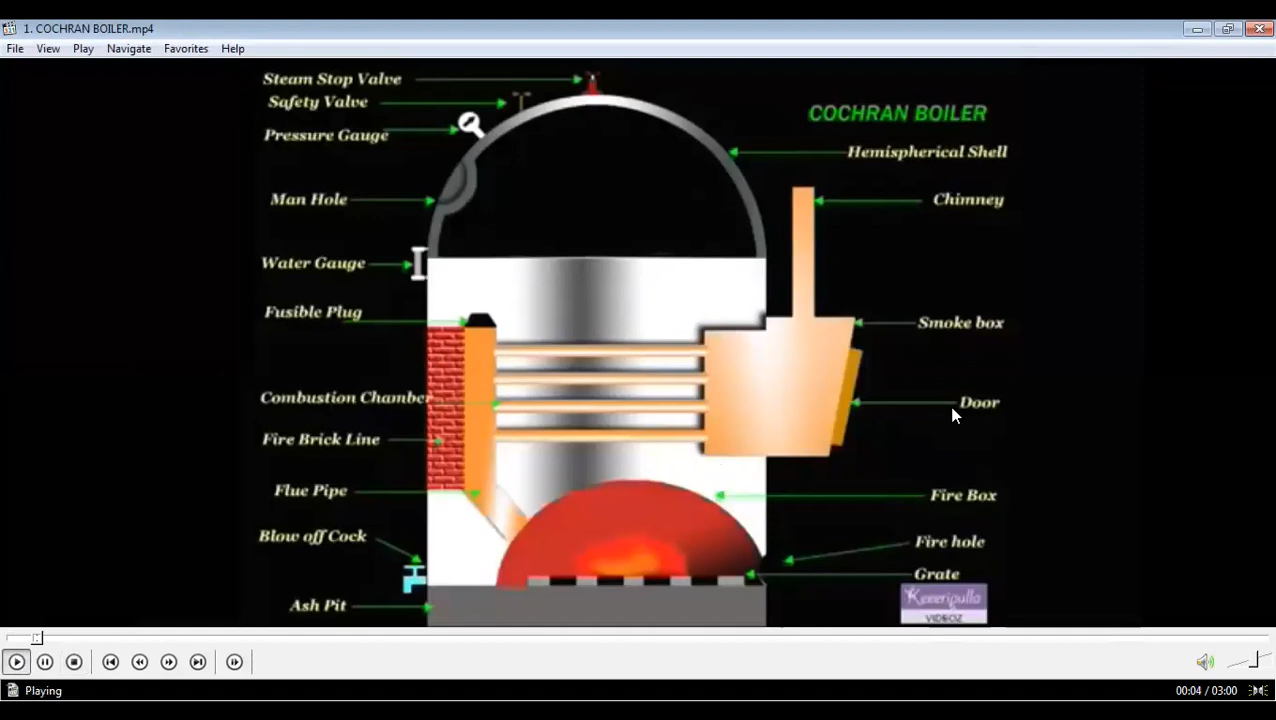 1. COCHRAN BOILER.mp4
File View Play Navigate Favorites Help
Steam Stop Valve
Safety Valve
Pressure Gauge
Man Hole
Water Gauge
Fusible Plug
Combustion Chamber
Fire Brick Line
Flue Pipe
Blow off Cock
Ash Pit
COCHRAN BOILER
Hemispherical Shell
Chimney
Smoke box
Door
Fire Box
Fire hole
Grate
VIDEOZ
Playing
00:04 / 03:00